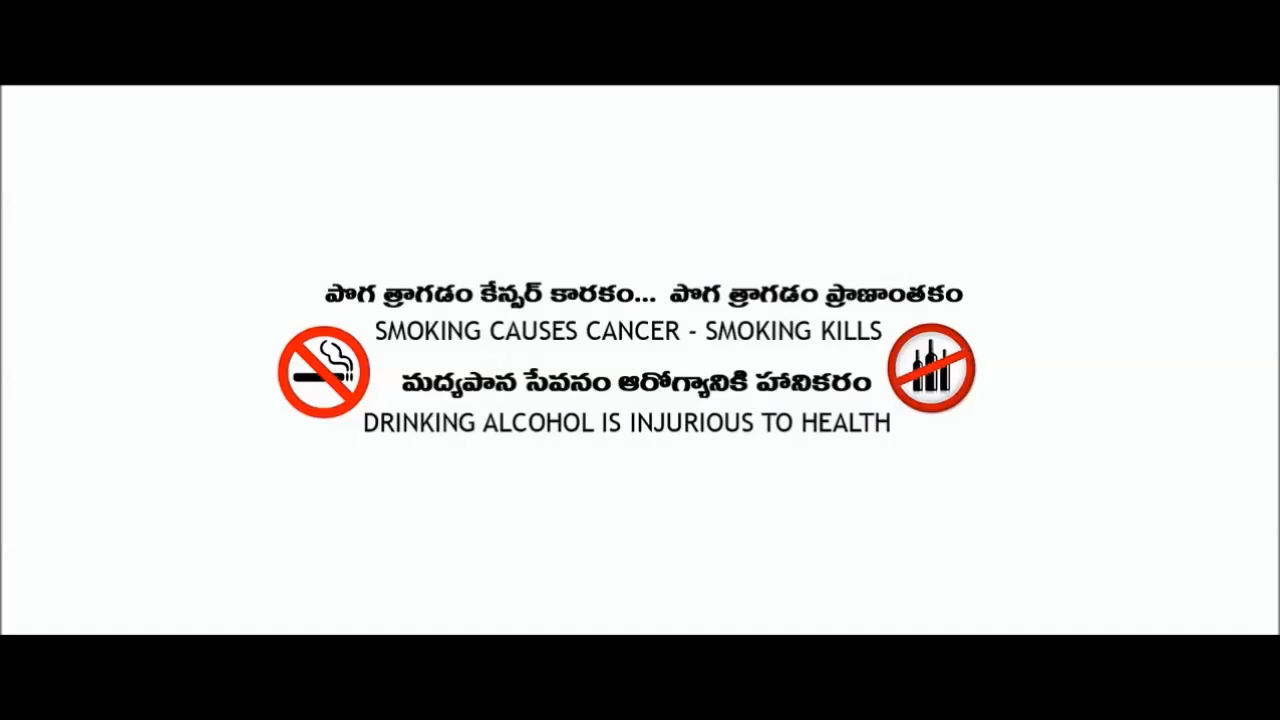 పొగ త్రాగడం కేన్సర్ కారకం... పొగ త్రాగడం ప్రాణాంతకం
SMOKING CAUSES CANCER - SMOKING KILLS
మద్యపాన సేవనం ఆరోగ్యానికి హానికరం
DRINKING ALCOHOL IS INJURIOUS TO HEALTH